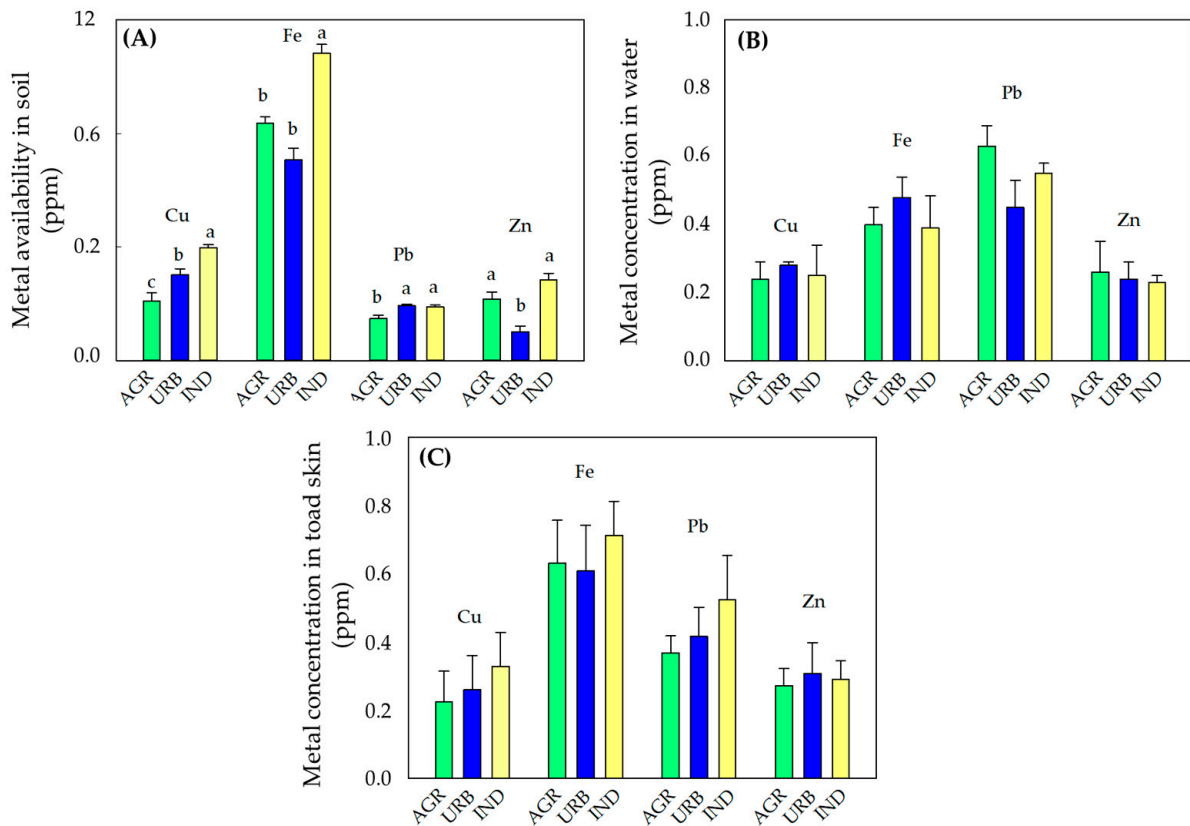 (A)
Metal availability in soil
(ppm)
12
0.6
0.2
0.0
Cu
c
b
a
Fe
b
b
a
Pb
b
a
a
Zn
a
b
a
AGR
URB
IND
AGR
URB
IND
AGR
URB
IND
AGR
URB
IND
(B)
Metal concentration in water
(ppm)
1.0
0.8
0.6
0.4
0.2
0.0
Cu
Fe
Pb
Zn
AGR
URB
IND
AGR
URB
IND
AGR
URB
IND
AGR
URB
IND
(C)
Metal concentration in toad skin
(ppm)
1.0
0.8
0.6
0.4
0.2
0.0
Cu
Fe
Pb
Zn
AGR
URB
IND
AGR
URB
IND
AGR
URB
IND
AGR
URB
IND